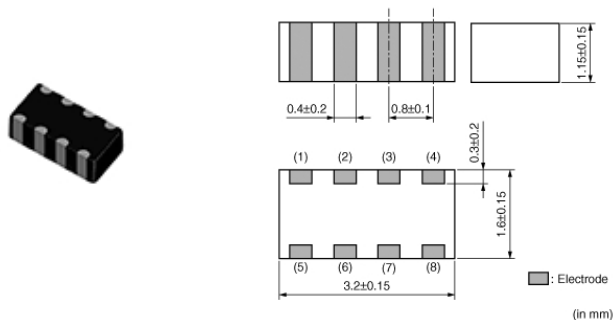 1.15±0.15
0.4±0.2
0.8±0.1
0.3±0.2
(1) (2) (3) (4)
1.6±0.15
(5) (6) (7) (8)
3.2±0.15
: Electrode
(in mm)